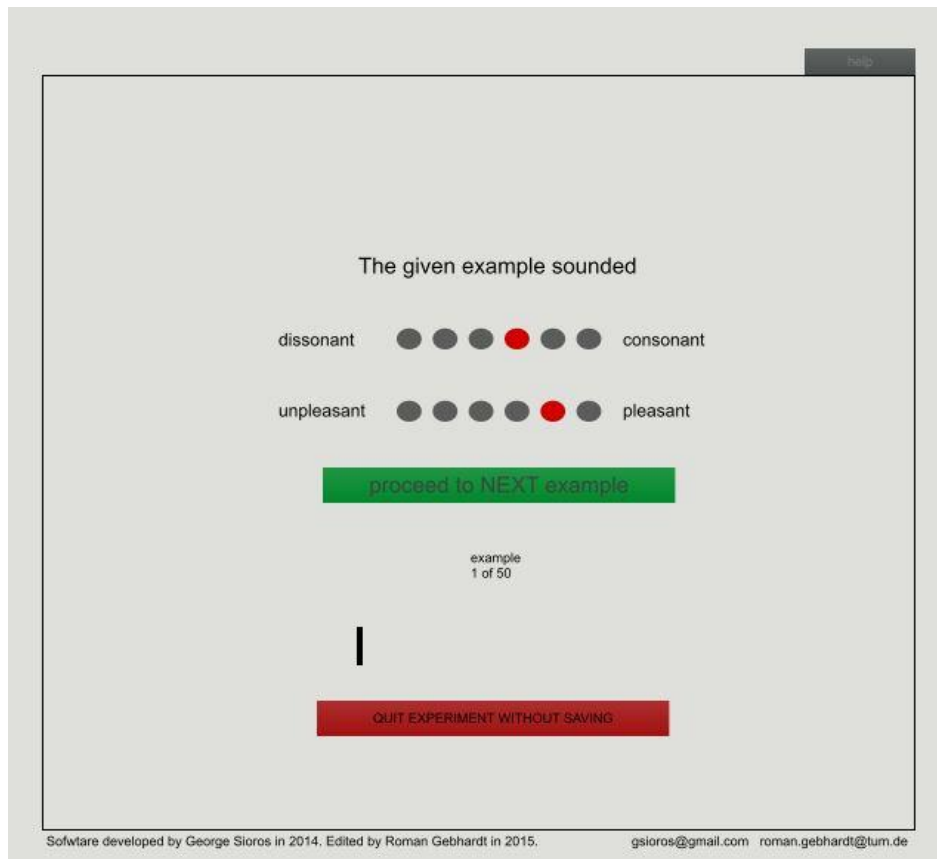 help
The given example sounded
dissonant consonant
unpleasant pleasant
proceed to NEXT example
example
1 of 50
QUIT EXPERIMENT WITHOUT SAVING
Sofwtare developed by George Sioros in 2014. Edited by Roman Gebhardt in 2015. gsioros@gmail.com roman.gebhardt@tum.de